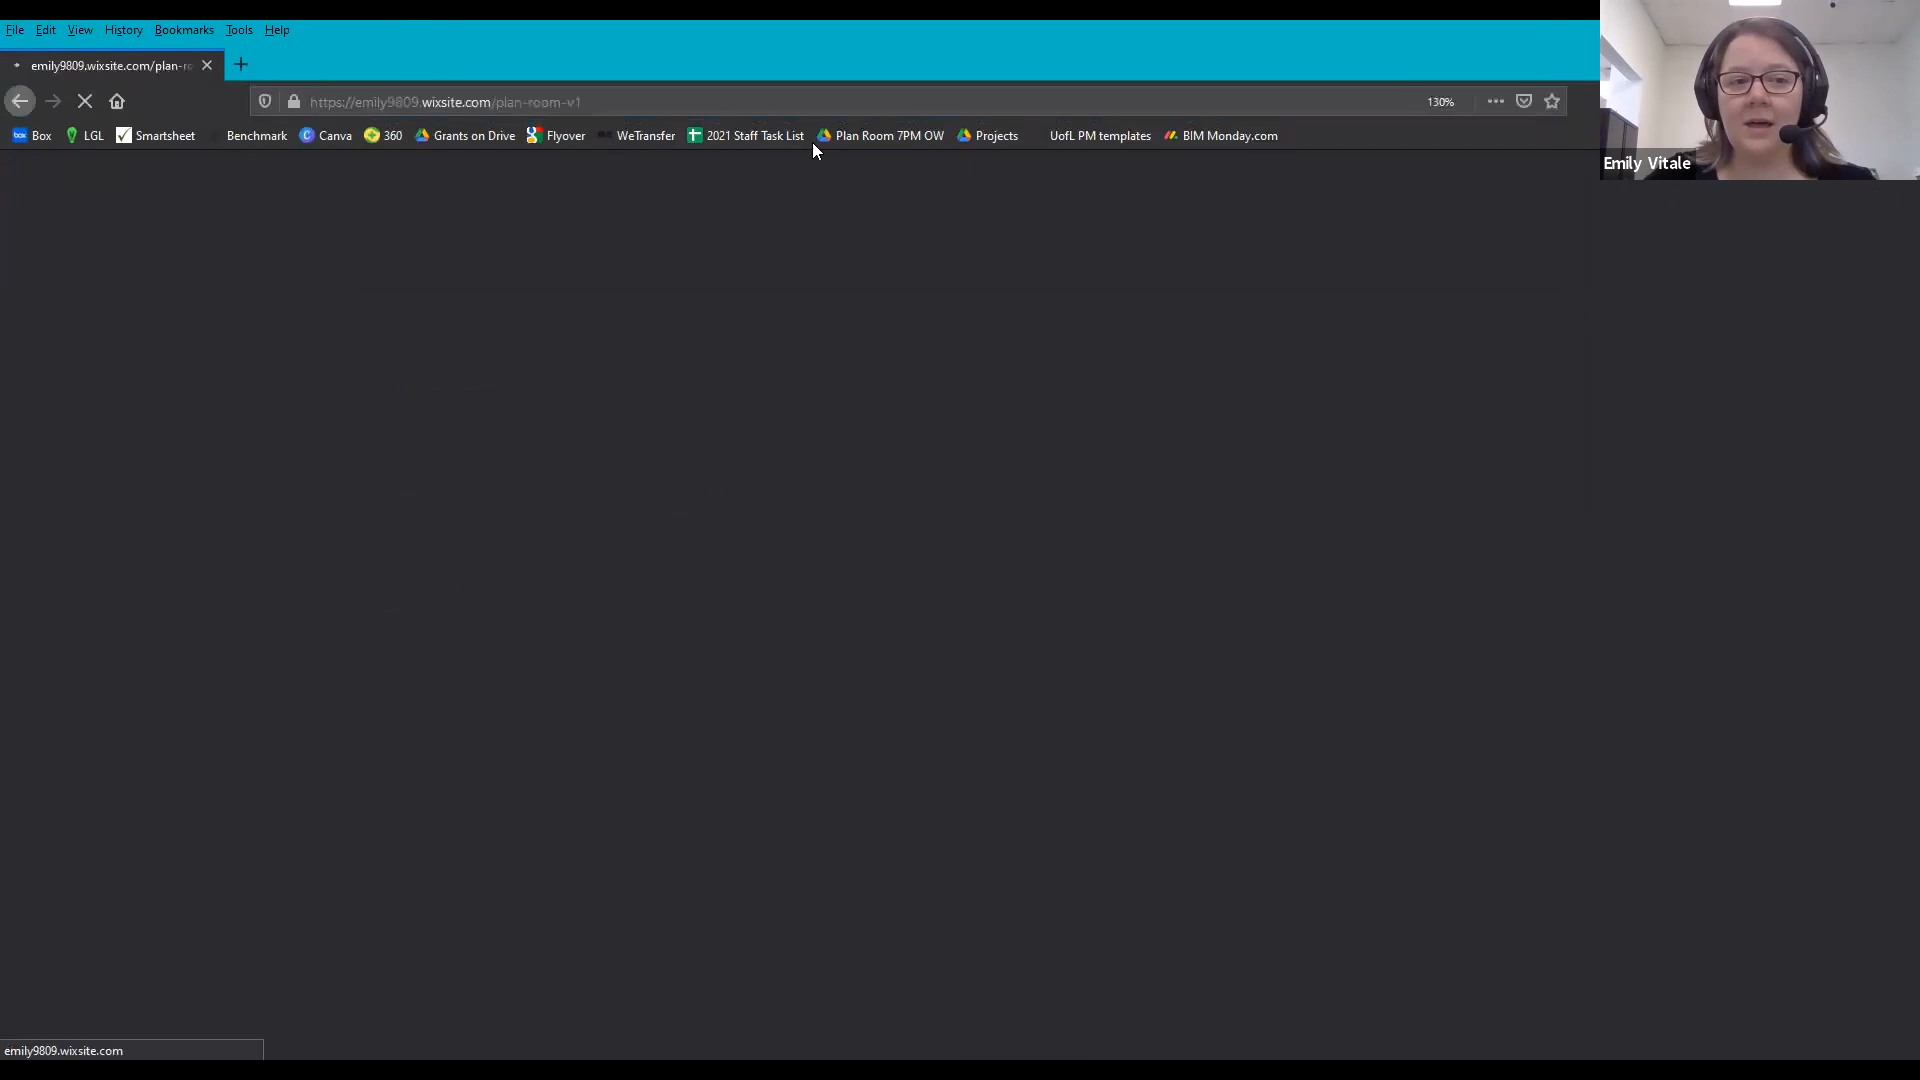 File Edit View History Bookmarks Tools Help
emily9809.wixsite.com/plan-ro
https://emily9809.wixsite.com/plan-room-v1 130%
Box LGL Smartsheet Benchmark Canva 360 Grants on Drive Flyover WeTransfer 2021 Staff Task List Plan Room 7PM OW Projects UofL PM templates BIM Monday.com
Emily Vitale
emily9809.wixsite.com